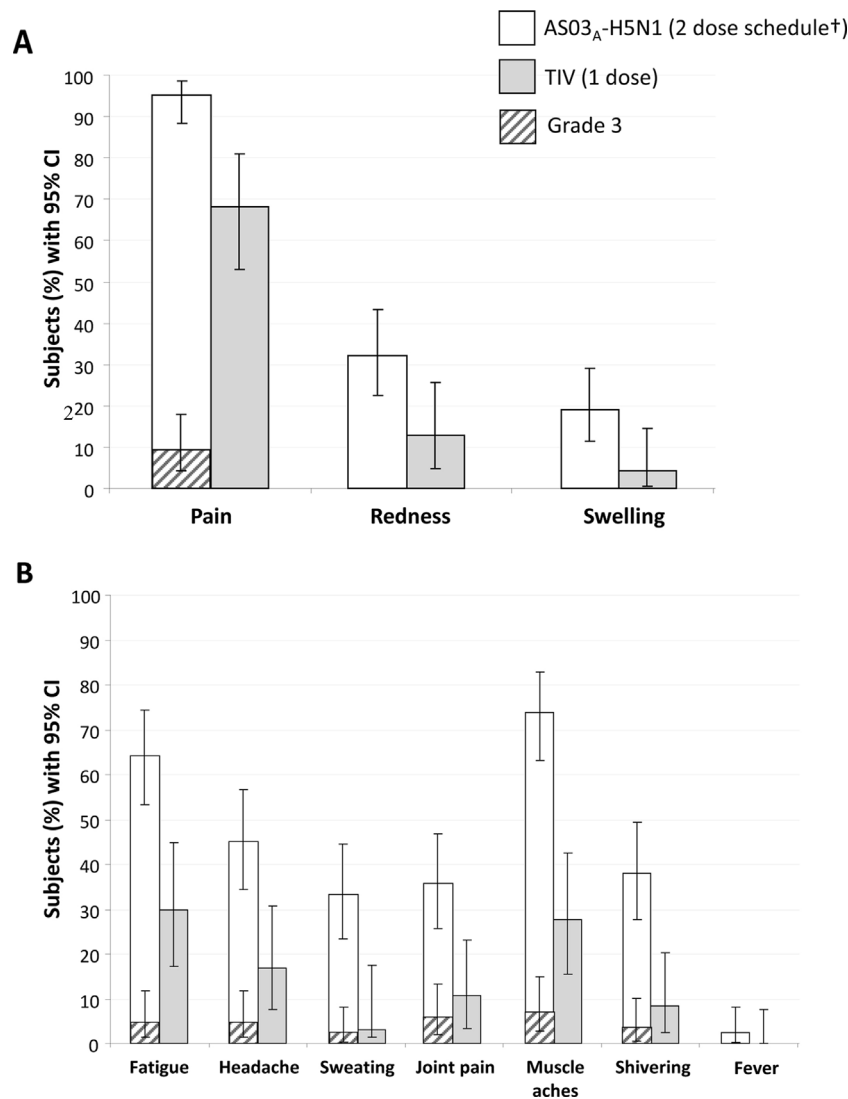 A
AS03A-H5N1 (2 dose schedule†)
TIV (1 dose)
Grade 3
Subjects (%) with 95% CI
100
90
80
70
60
50
40
30
220
10
0
Pain Redness Swelling
B
Subjects (%) with 95% CI
100
90
80
70
60
50
40
30
20
10
0
Fatigue Headache Sweating Joint pain Muscle Shivering Fever
aches